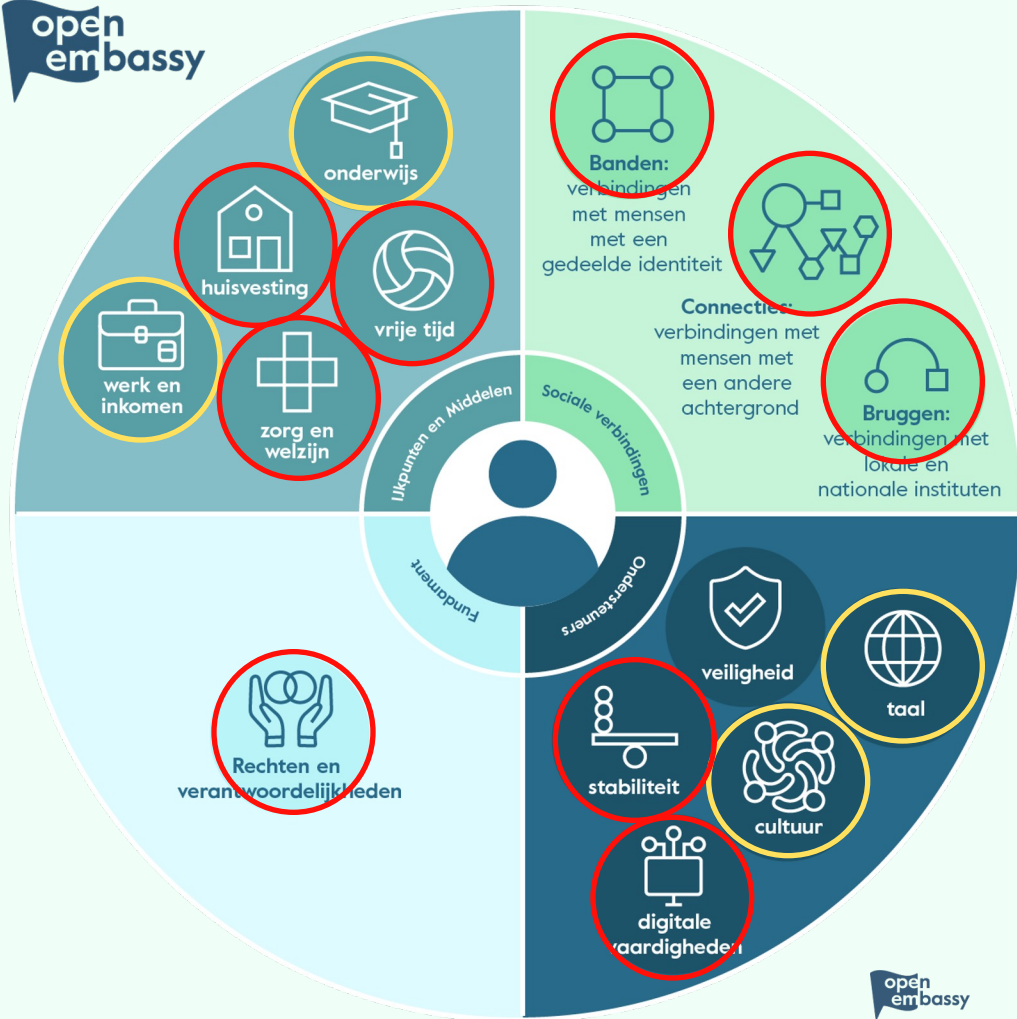 open
embassy
onderwijs
huisvesting
vrije tijd
werk en
inkomen
zorg en
welzijn
IJkpunten en Middelen
Banden:
verbindingen
met mensen
met een
gedeelde identiteit
Connecties:
verbindingen met
mensen met
een andere
achtergrond
Bruggen:
verbindingen met
lokale en
nationale instituten
Sociale verbindingen
Fundament
Rechten en
verantwoordelijkheden
Ondersteuners
veiligheid
taal
stabiliteit
cultuur
digitale
vaardigheden
open
embassy